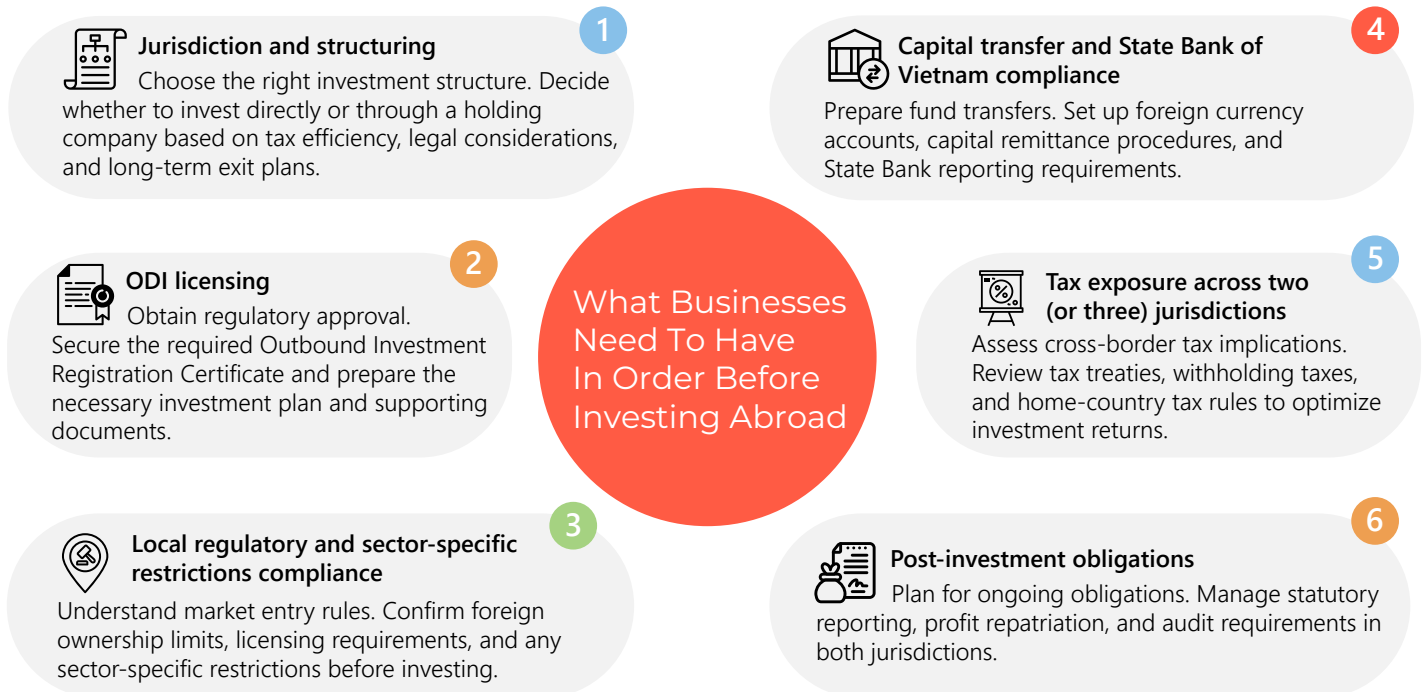 1
Jurisdiction and structuring
Choose the right investment structure. Decide
whether to invest directly or through a holding
company based on tax efficiency, legal considerations,
and long-term exit plans.
2
ODI licensing
Obtain regulatory approval.
Secure the required Outbound Investment
Registration Certificate and prepare the
necessary investment plan and supporting
documents.
3
Local regulatory and sector-specific
restrictions compliance
Understand market entry rules. Confirm foreign
ownership limits, licensing requirements, and any
sector-specific restrictions before investing.
What Businesses
Need To Have
In Order Before
Investing Abroad
4
Capital transfer and State Bank of
Vietnam compliance
Prepare fund transfers. Set up foreign currency
accounts, capital remittance procedures, and
State Bank reporting requirements.
5
Tax exposure across two
(or three) jurisdictions
Assess cross-border tax implications.
Review tax treaties, withholding taxes,
and home-country tax rules to optimize
investment returns.
6
Post-investment obligations
Plan for ongoing obligations. Manage statutory
reporting, profit repatriation, and audit requirements in
both jurisdictions.